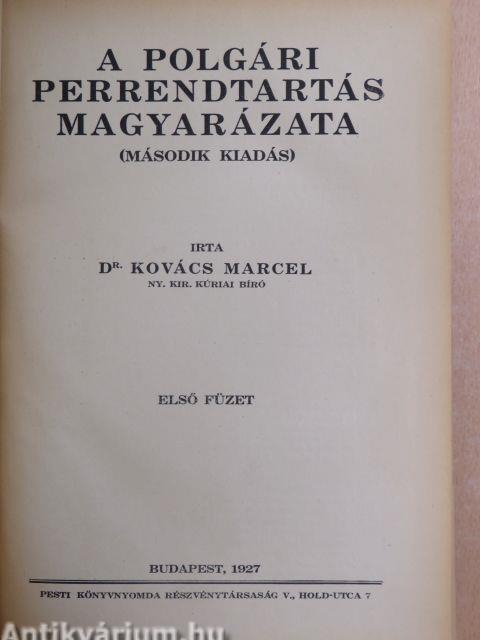 A POLGÁRI
PERRENDTARTÁS
MAGYARÁZATA
(MÁSODIK KIADÁS)
IRTA
DR. KOVÁCS MARCEL
NY. KIR. KÚRIAI BÍRÓ
ELSŐ FÜZET
BUDAPEST, 1927
PESTI KÖNYVNYOMDA RÉSZVÉNYTÁRSASÁG V., HOLD-UTCA 7
Antikvárium.hu